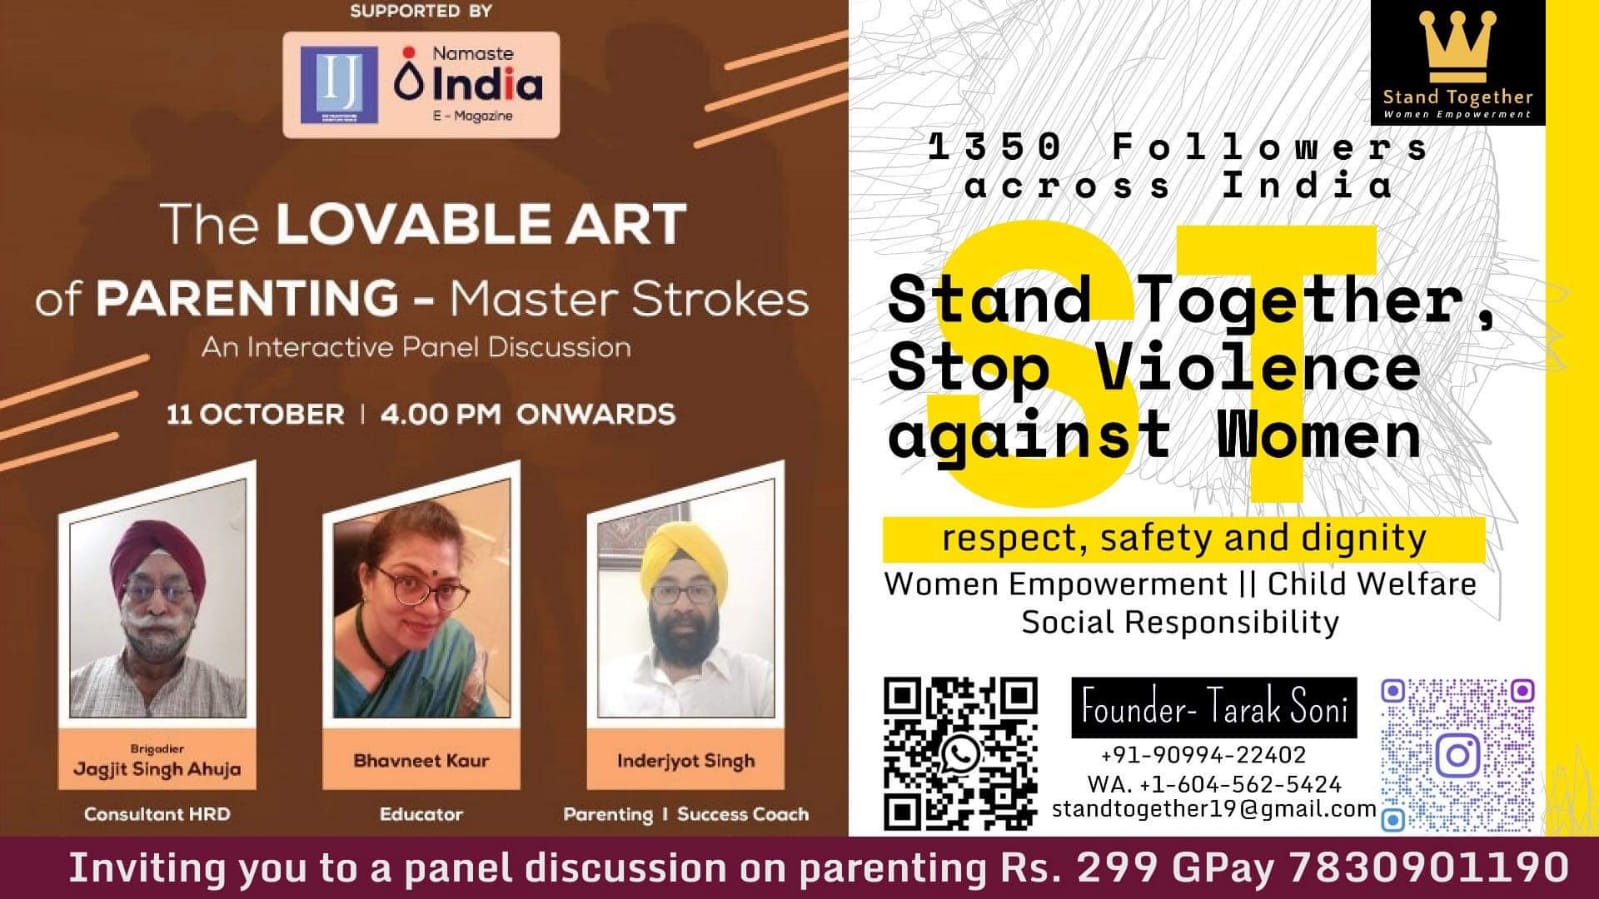 SUPPORTED BY
IJ
Namaste
India
E - Magazine
The LOVABLE ART
of PARENTING - Master Strokes
An Interactive Panel Discussion
11 OCTOBER | 4.00 PM ONWARDS
Brigadier
Jagjit Singh Ahuja
Consultant HRD
Bhavneet Kaur
Educator
Inderjyot Singh
Parenting | Success Coach
Stand Together
Women Empowerment
1350 Followers
across India
ST
Stand Together,
Stop Violence
against Women
respect, safety and dignity
Women Empowerment || Child Welfare
Social Responsibility
Founder- Tarak Soni
+91-90994-22402
WA. +1-604-562-5424
standtogether19@gmail.com
Inviting you to a panel discussion on parenting Rs. 299 GPay 7830901190